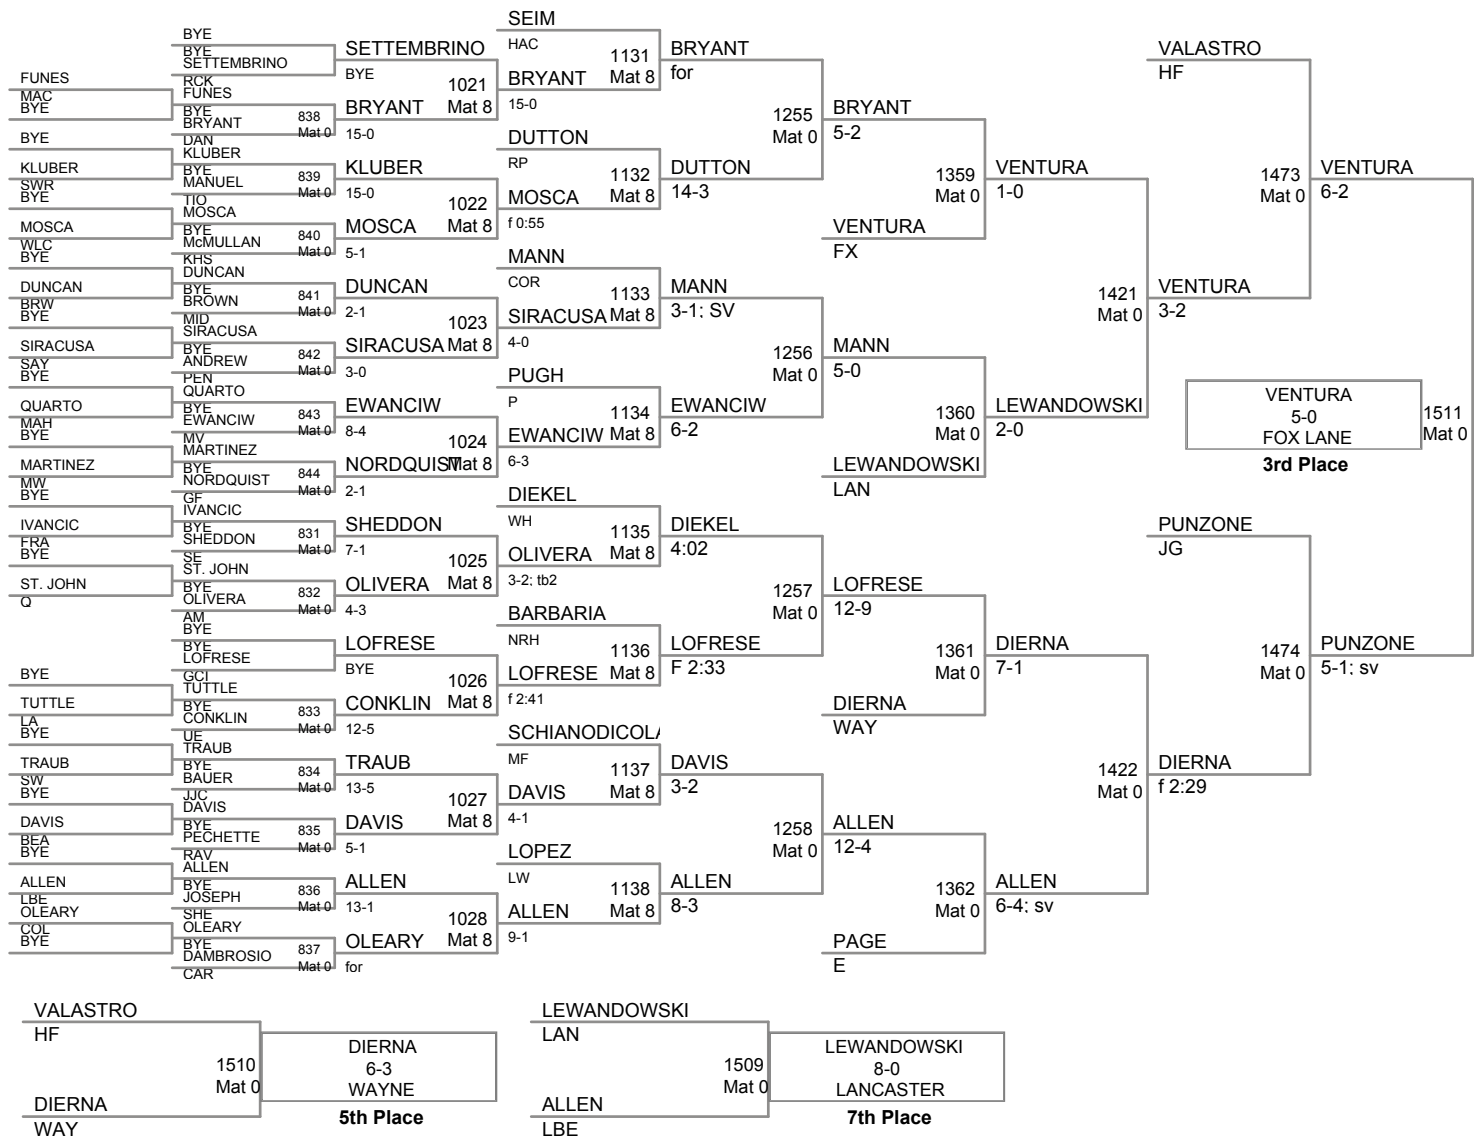 FUNES
MAC
BYE
BYE
KLUBER
SWR
BYE
MOSCA
WLC
BYE
DUNCAN
BRW
BYE
SIRACUSA
SAY
BYE
QUARTO
MAH
BYE
MARTINEZ
MW
BYE
IVANCIC
FRA
BYE
ST. JOHN
Q
BYE
TUTTLE
LA
BYE
TRAUB
SW
BYE
DAVIS
BEA
BYE
ALLEN
LBE
OLEARY
COL
BYE
BYE
BYE
SETTEMBRINO
RCK
FUNES
BYE
BRYANT
838
Mat 0
DAN
KLUBER
BYE
MANUEL
839
Mat 0
TIO
MOSCA
BYE
McMULLAN
840
Mat 0
KHS
DUNCAN
BYE
BROWN
841
Mat 0
MID
SIRACUSA
BYE
ANDREW
842
Mat 0
PEN
QUARTO
BYE
EWANCIW
843
Mat 0
MV
MARTINEZ
BYE
NORDQUIST
844
Mat 0
GF
IVANCIC
BYE
SHEDDON
831
Mat 0
SE
ST. JOHN
BYE
OLIVERA
832
Mat 0
AM
BYE
BYE
LOFRESE
GCI
TUTTLE
BYE
CONKLIN
833
Mat 0
UE
TRAUB
BYE
BAUER
834
Mat 0
JJC
DAVIS
BYE
PECHETTE
835
Mat 0
RAV
ALLEN
BYE
JOSEPH
836
Mat 0
SHE
OLEARY
BYE
DAMBROSIO
837
Mat 0
CAR
SETTEMBRINO
BYE
1021
Mat 8
BRYANT
15-0
KLUBER
15-0
1022
Mat 8
MOSCA
5-1
DUNCAN
2-1
1023
Mat 8
SIRACUSA
3-0
EWANCIW
8-4
1024
Mat 8
NORDQUIST
2-1
SHEDDON
7-1
1025
Mat 8
OLIVERA
4-3
LOFRESE
BYE
1026
Mat 8
CONKLIN
12-5
TRAUB
13-5
1027
Mat 8
DAVIS
5-1
ALLEN
13-1
1028
Mat 8
OLEARY
for
SEIM
HAC
1131
Mat 8
BRYANT
15-0
DUTTON
RP
1132
Mat 8
MOSCA
f 0:55
MANN
COR
1133
Mat 8
SIRACUSA
4-0
PUGH
P
1134
Mat 8
EWANCIW
6-3
DIEKEL
WH
1135
Mat 8
OLIVERA
3-2; tb2
BARBARIA
NRH
1136
Mat 8
LOFRESE
f 2:41
SCHIANODICOLA
MF
1137
Mat 8
DAVIS
4-1
LOPEZ
LW
1138
Mat 8
ALLEN
9-1
BRYANT
for
1255
Mat 0
DUTTON
14-3
MANN
3-1; SV
1256
Mat 0
EWANCIW
6-2
DIEKEL
4:02
1257
Mat 0
LOFRESE
F 2:33
DAVIS
3-2
1258
Mat 0
ALLEN
8-3
BRYANT
5-2
1359
Mat 0
VENTURA
FX
MANN
5-0
1360
Mat 0
LEWANDOWSKI
LAN
LOFRESE
12-9
1361
Mat 0
DIERNA
WAY
ALLEN
12-4
1362
Mat 0
PAGE
E
VENTURA
1-0
1421
Mat 0
LEWANDOWSKI
2-0
DIERNA
7-1
1422
Mat 0
ALLEN
6-4; sv
VALASTRO
HF
1473
Mat 0
VENTURA
3-2
PUNZONE
JG
1474
Mat 0
DIERNA
f 2:29
VENTURA
6-2
PUNZONE
5-1; sv
VENTURA
5-0
FOX LANE
3rd Place
1511
Mat 0
VALASTRO
HF
1510
Mat 0
DIERNA
WAY
DIERNA
6-3
WAYNE
5th Place
LEWANDOWSKI
LAN
1509
Mat 0
ALLEN
LBE
LEWANDOWSKI
8-0
LANCASTER
7th Place